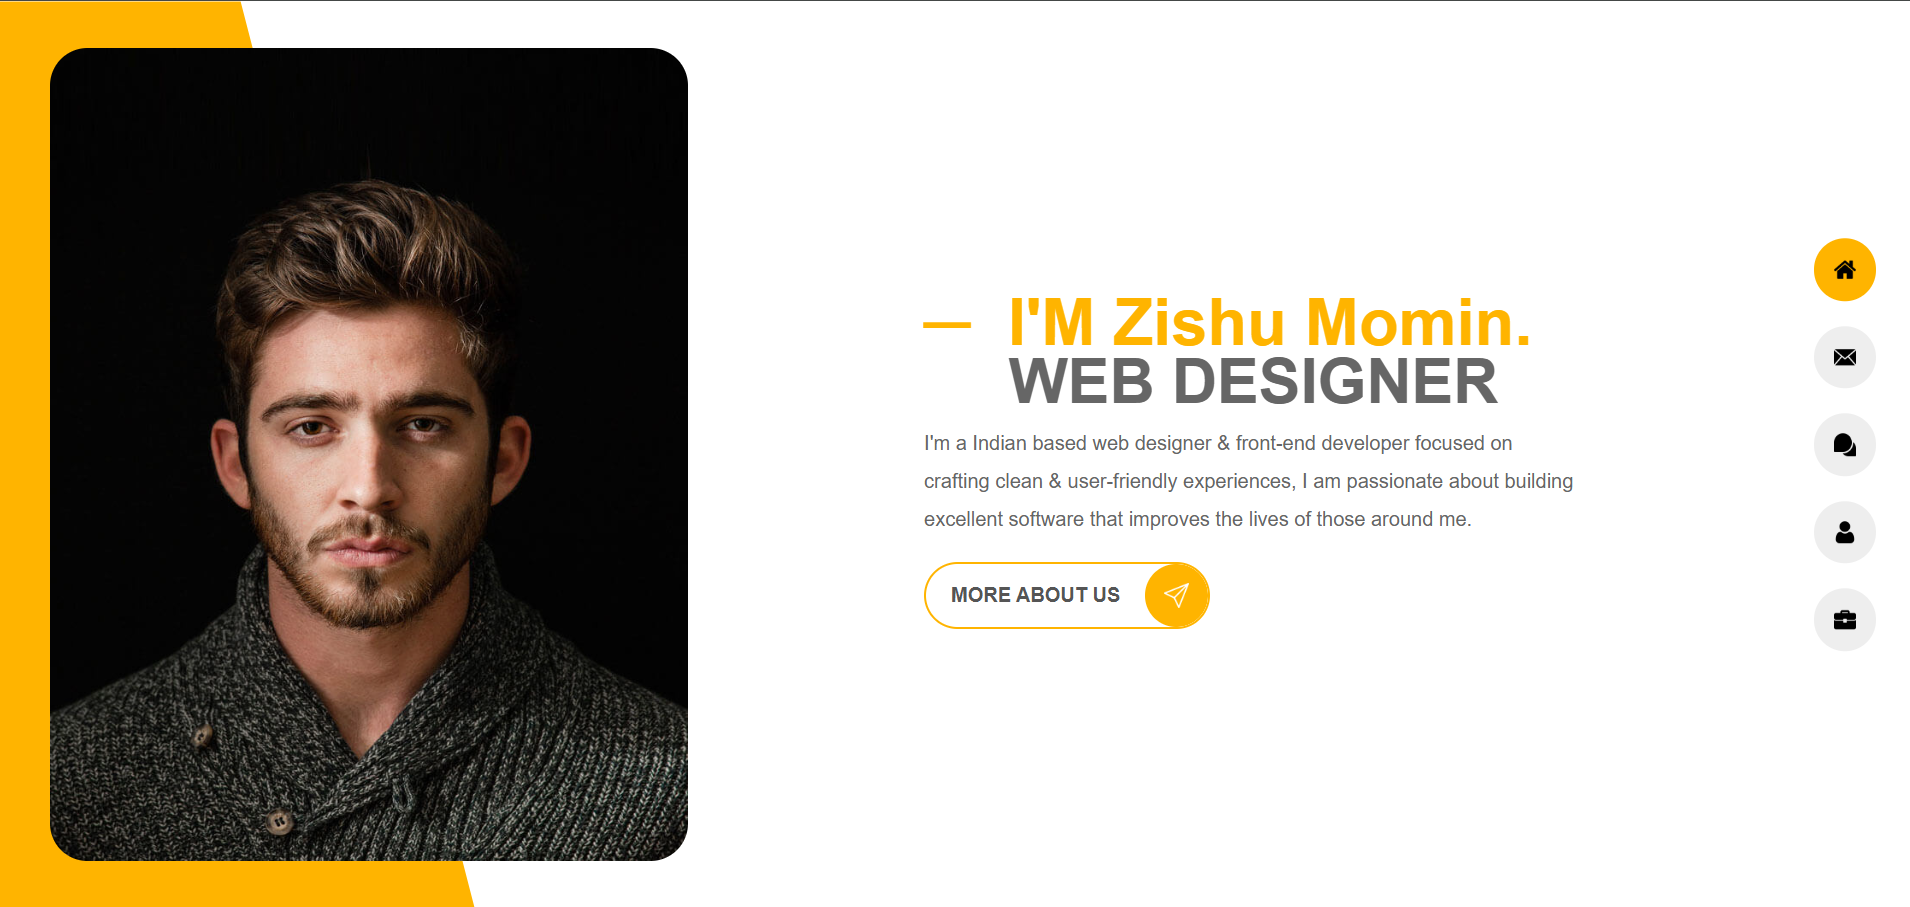 I'M Zishu Momin.
WEB DESIGNER
I'm a Indian based web designer & front-end developer focused on
crafting clean & user-friendly experiences, I am passionate about building
excellent software that improves the lives of those around me.
MORE ABOUT US